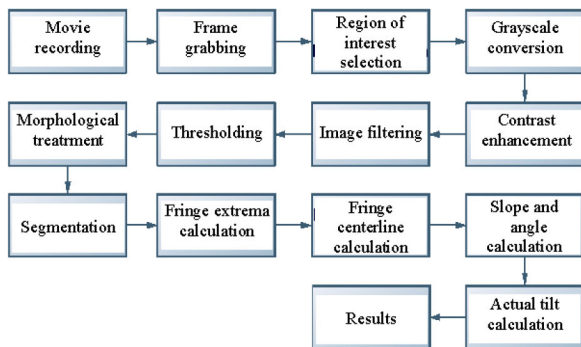 Movie
recording
Frame
grabbing
Region of
interest
selection
Grayscale
conversion
Contrast
enhancement
Image filtering
Thresholding
Morphological
treatrment
Segmentation
Fringe extrema
calculation
Fringe
centerline
calculation
Slope and
angle
calculation
Actual tilt
calculation
Results